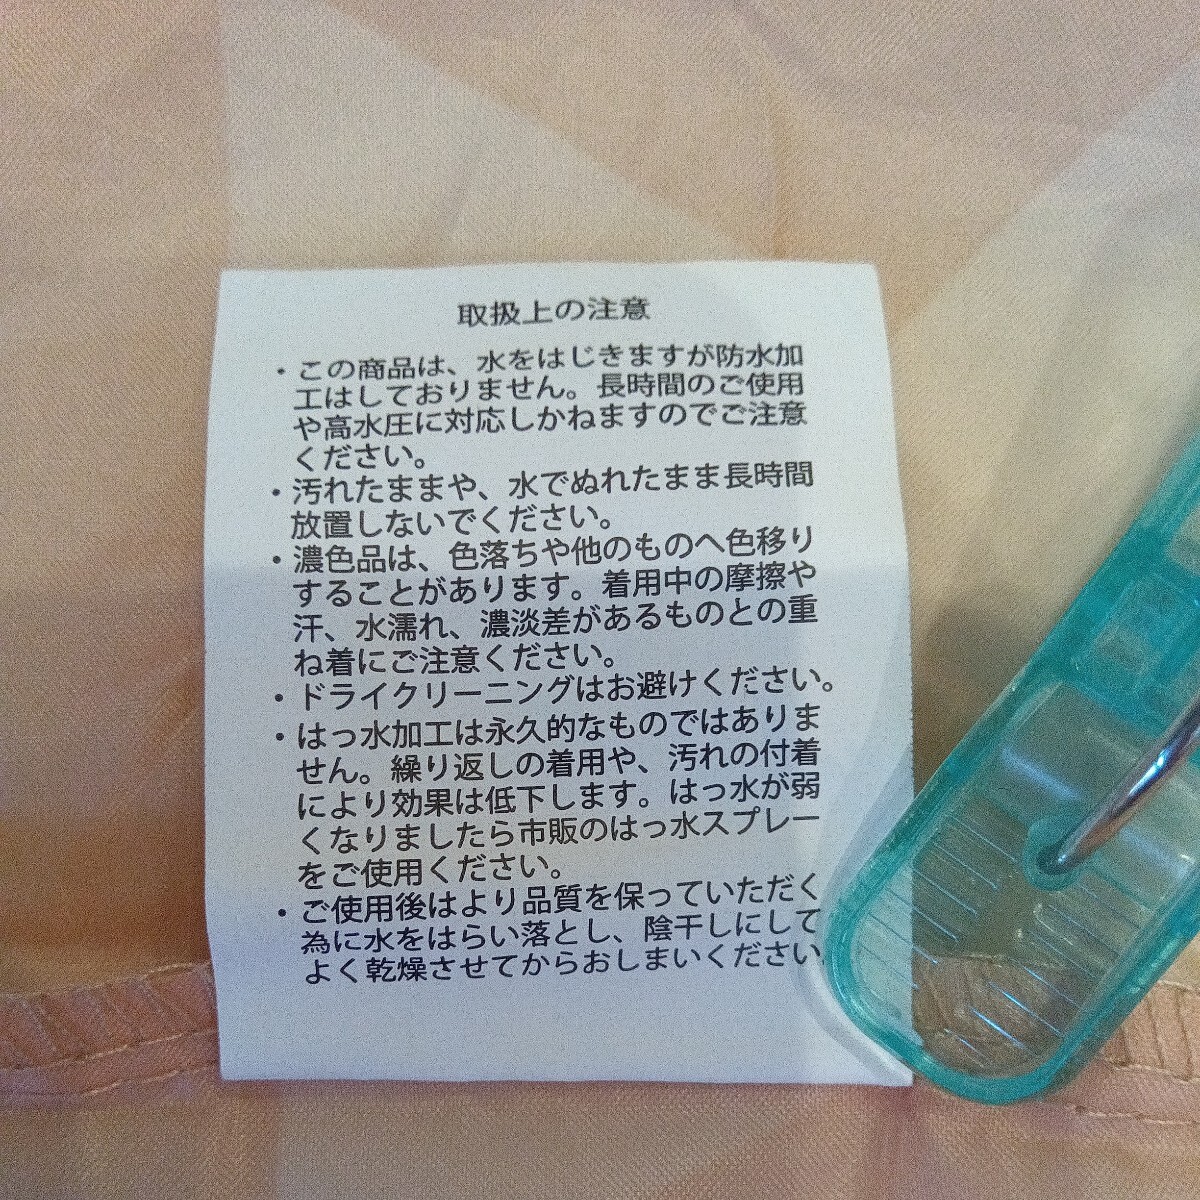 取扱上の注意
・この商品は、水をはじきますが防水加
工はしておりません。長時間のご使用
や高水圧に対応しかねますのでご注意
ください。
・汚れたままや、水でぬれたまま長時間
放置しないでください。
・濃色品は、色落ちや他のものへ色移り
することがあります。着用中の摩擦や
汗、水濡れ、濃淡差があるものとの重
ね着にご注意ください。
・ドライクリーニングはお避けください。
・はっ水加工は永久的なものではありま
せん。繰り返しの着用や、汚れの付着
により効果は低下します。はっ水が弱
くなりましたら市販のはっ水スプレー
をご使用ください。
・ご使用後はより品質を保っていただく
為に水をはらい落とし、陰干しにして
よく乾燥させてからおしまいください